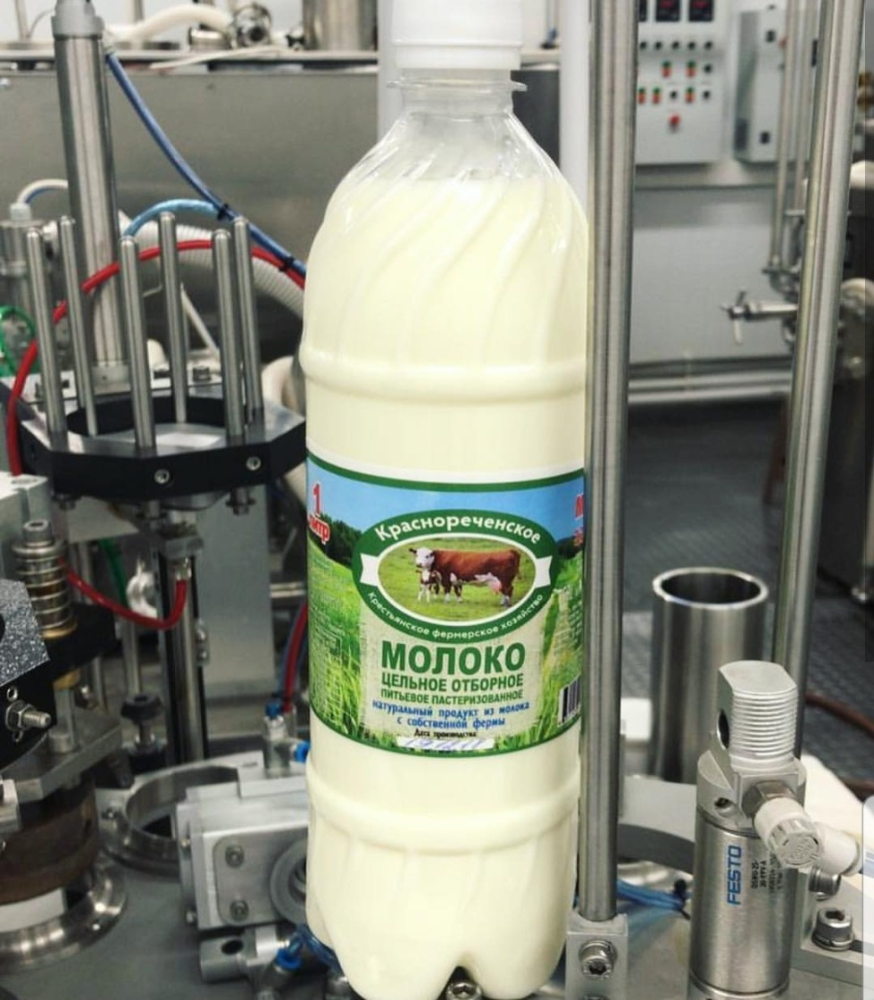 1
литр
Краснореченское
Крестьянское фермерское хозяйство
МОЛОКО
ЦЕЛЬНОЕ ОТБОРНОЕ
ПИТЬЕВОЕ ПАСТЕРИЗОВАННОЕ
натуральный продукт из молока
с собственной фермы
Дата производства
FESTO